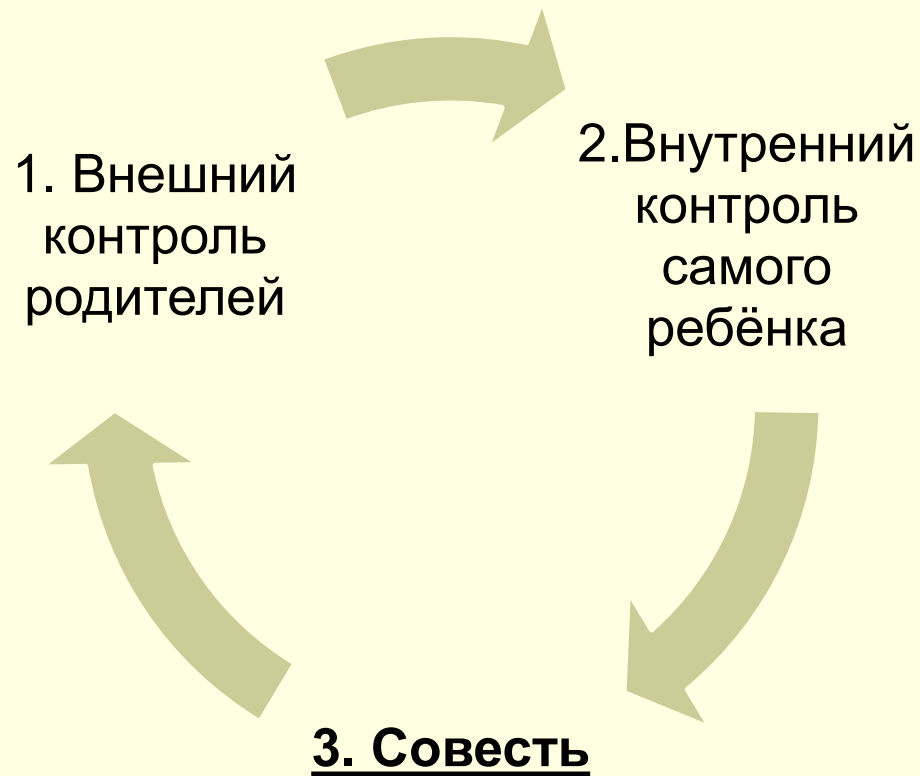 1. Внешний
контроль
родителей
2.Внутренний
контроль
самого
ребёнка
3. Совесть